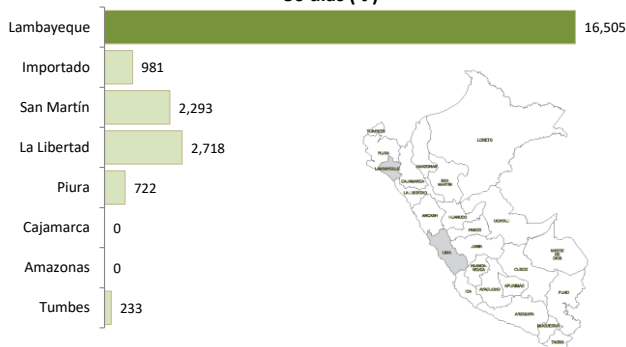 30 días ( t )
Lambayeque 16,505
Importado 981
San Martín 2,293
La Libertad 2,718
Piura 722
Cajamarca 0
Amazonas 0
Tumbes 233
TUMBES
LORETO
PIURA
LAMBAYEQUE
AMAZONAS
CAJAMARCA
SAN
MARTIN
LA LIBERTAD
ANCASH
HUANUCO
UCAYALI
PASCO
LIMA
JUNIN
MADRE
DE
DIOS
HUANCA-
VELICA
CUSCO
ICA
AYACUCHO
APURIMAC
PUNO
AREQUIPA
MOQUEGUA
TACNA